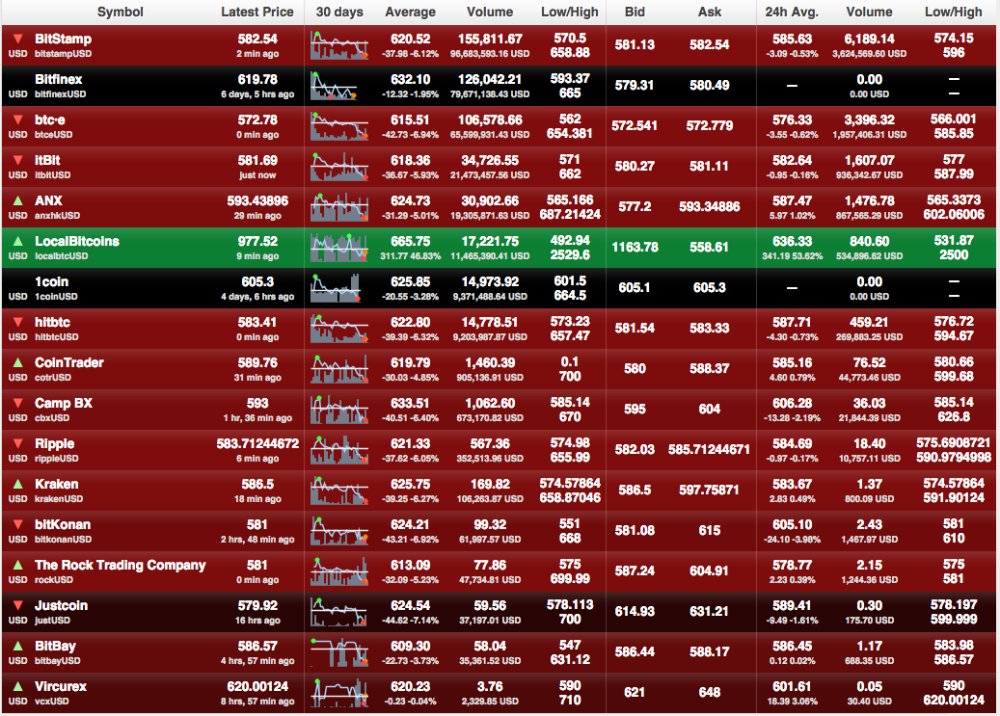 Symbol Latest Price 30 days Average Volume Low/High Bid Ask 24h Avg. Volume Low/High
BitStamp 582.54 620.52 155,811.67 570.5 581.13 582.54 585.63 6,189.14 574.15
USD bitstampUSD 2 min ago -37.98 -6.12% 96,683,593.16 USD 658.88 -3.09 -0.53% 3,624,569.60 USD 596
Bitfinex 619.78 632.10 126,042.21 593.37 579.31 580.49 — 0.00 —
USD bitfinexUSD 6 days, 5 hrs ago -12.32 -1.95% 79,671,138.43 USD 665 0.00 USD —
btc-e 572.78 615.51 106,578.66 562 572.541 572.779 576.33 3,396.32 566.001
USD btceUSD 0 min ago -42.73 -6.94% 65,599,931.43 USD 654.381 -3.55 -0.62% 1,957,406.31 USD 585.85
itBit 581.69 618.36 34,726.55 571 580.27 581.11 582.64 1,607.07 577
USD itbitUSD just now -36.67 -5.93% 21,473,457.56 USD 662 -0.95 -0.16% 936,342.67 USD 587.99
ANX 593.43896 624.73 30,902.66 565.166 577.2 593.34886 587.47 1,476.78 565.3373
USD anxhkUSD 29 min ago -31.29 -5.01% 19,305,871.63 USD 687.21424 5.97 1.02% 867,565.29 USD 602.06006
LocalBitcoins 977.52 665.75 17,221.75 492.94 1163.78 558.61 636.33 840.60 531.87
USD localbtcUSD 9 min ago 311.77 46.83% 11,465,390.41 USD 2529.6 341.19 53.62% 534,896.62 USD 2500
1coin 605.3 625.85 14,973.92 601.5 605.1 605.3 — 0.00 —
USD 1coinUSD 4 days, 6 hrs ago -20.55 -3.28% 9,371,488.64 USD 664.5 0.00 USD —
hitbtc 583.41 622.80 14,778.51 573.23 581.54 583.33 587.71 459.21 576.72
USD hitbtcUSD 0 min ago -39.39 -6.32% 9,203,987.87 USD 657.47 -4.30 -0.73% 269,883.25 USD 594.67
CoinTrader 589.76 619.79 1,460.39 0.1 580 588.37 585.16 76.52 580.66
USD cotrUSD 31 min ago -30.03 -4.85% 905,136.91 USD 700 4.60 0.79% 44,773.46 USD 599.68
Camp BX 593 633.51 1,062.60 585.14 595 604 606.28 36.03 585.14
USD cbxUSD 1 hr, 36 min ago -40.51 -6.40% 673,170.82 USD 670 -13.28 -2.19% 21,844.39 USD 626.8
Ripple 583.71244672 621.33 567.36 574.98 582.03 585.71244671 584.69 18.40 575.6908721
USD rippleUSD 6 min ago -37.62 -6.05% 352,513.96 USD 655.99 -0.97 -0.17% 10,757.11 USD 590.9794998
Kraken 586.5 625.75 169.82 574.57864 586.5 597.75871 583.67 1.37 574.57864
USD krakenUSD 18 min ago -39.25 -6.27% 106,263.87 USD 658.87046 2.83 0.49% 800.09 USD 591.90124
bitKonan 581 624.21 99.32 551 581.08 615 605.10 2.43 581
USD bitkonanUSD 2 hrs, 48 min ago -43.21 -6.92% 61,997.57 USD 668 -24.10 -3.98% 1,467.97 USD 610
The Rock Trading Company 581 613.09 77.86 575 587.24 604.91 578.77 2.15 575
USD rockUSD 0 min ago -32.09 -5.23% 47,734.81 USD 699.99 2.23 0.39% 1,244.36 USD 581
Justcoin 579.92 624.54 59.56 578.113 614.93 631.21 589.41 0.30 578.197
USD justUSD 16 hrs ago -44.62 -7.14% 37,197.01 USD 700 -9.49 -1.61% 175.70 USD 599.999
BitBay 586.57 609.30 58.04 547 586.44 588.17 586.45 1.17 583.98
USD bitbayUSD 4 hrs, 57 min ago -22.73 -3.73% 35,361.52 USD 631.12 0.12 0.02% 688.35 USD 586.57
Vircurex 620.00124 620.23 3.76 590 621 648 601.61 0.05 590
USD vcxUSD 8 hrs, 57 min ago -0.23 -0.04% 2,329.85 USD 710 18.39 3.06% 30.40 USD 620.00124